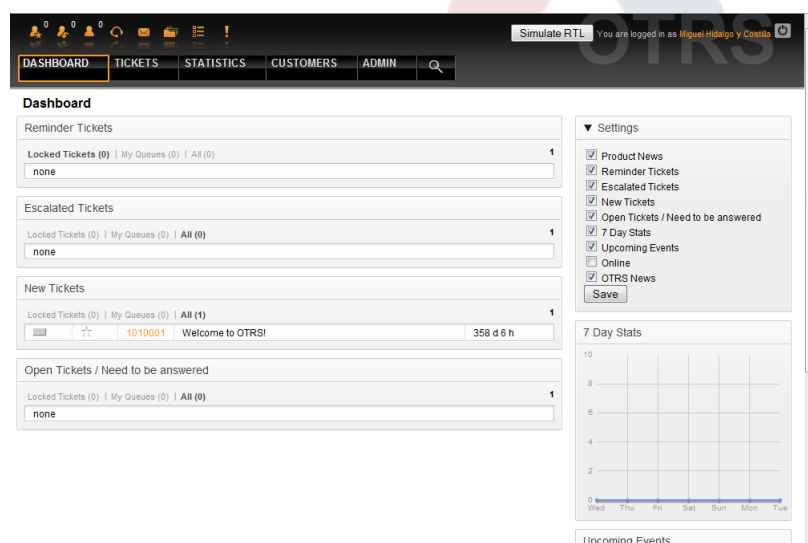 0 0 0
OTRS
Simulate RTL You are logged in as Miguel Hidalgo y Costilla
DASHBOARD TICKETS STATISTICS CUSTOMERS ADMIN
Dashboard
Reminder Tickets
Locked Tickets (0) | My Queues (0) | All (0) 1
none
Escalated Tickets
Locked Tickets (0) | My Queues (0) | All (0) 1
none
New Tickets
Locked Tickets (0) | My Queues (0) | All (1) 1
1010001 Welcome to OTRS! 358 d 6 h
Open Tickets / Need to be answered
Locked Tickets (0) | My Queues (0) | All (0) 1
none
▼ Settings
Product News
Reminder Tickets
Escalated Tickets
New Tickets
Open Tickets / Need to be answered
7 Day Stats
Upcoming Events
Online
OTRS News
Save
7 Day Stats
10
8
6
4
2
0
Wed Thu Fri Sat Sun Mon Tue
Upcoming Events